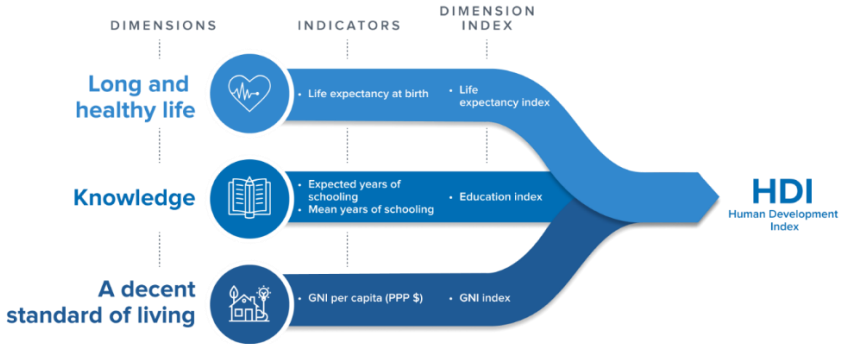 DIMENSIONS
INDICATORS
DIMENSION
INDEX
Long and
healthy life
• Life expectancy at birth
• Life
expectancy index
Knowledge
• Expected years of
schooling
• Mean years of schooling
• Education index
HDI
Human Development
Index
A decent
standard of living
• GNI per capita (PPP $)
• GNI index